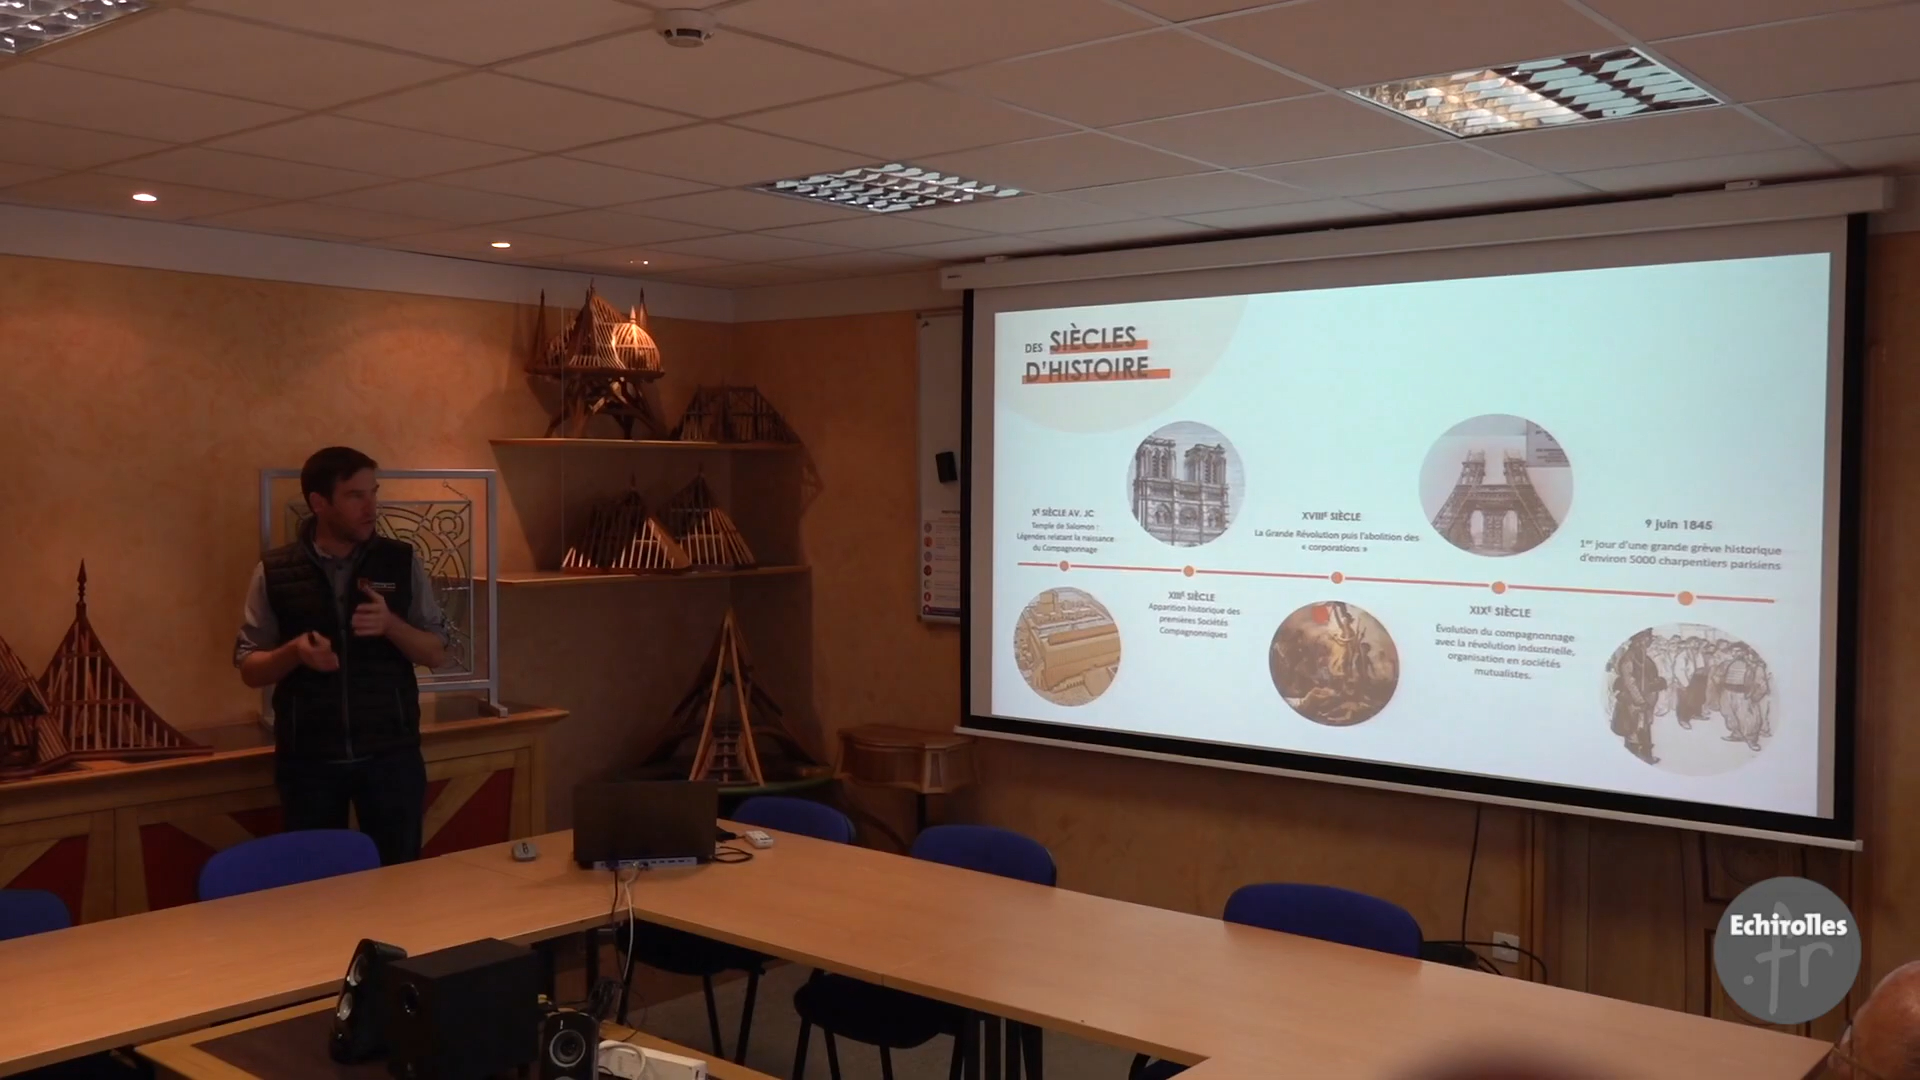 DES SIÈCLES
D'HISTOIRE
Xᴱ SIÈCLE AV. JC
Temple de Salomon :
Légendes relatant la naissance
du Compagnonnage
XIIIᴱ SIÈCLE
Apparition historique des
premières Sociétés
Compagnonniques
XVIIIᴱ SIÈCLE
La Grande Révolution puis l'abolition des
« corporations »
XIXᴱ SIÈCLE
Évolution du compagnonnage
avec la révolution industrielle,
organisation en sociétés
mutualistes.
9 juin 1845
1ᵉʳ jour d'une grande grève historique
d'environ 5000 charpentiers parisiens
Echirolles
.fr